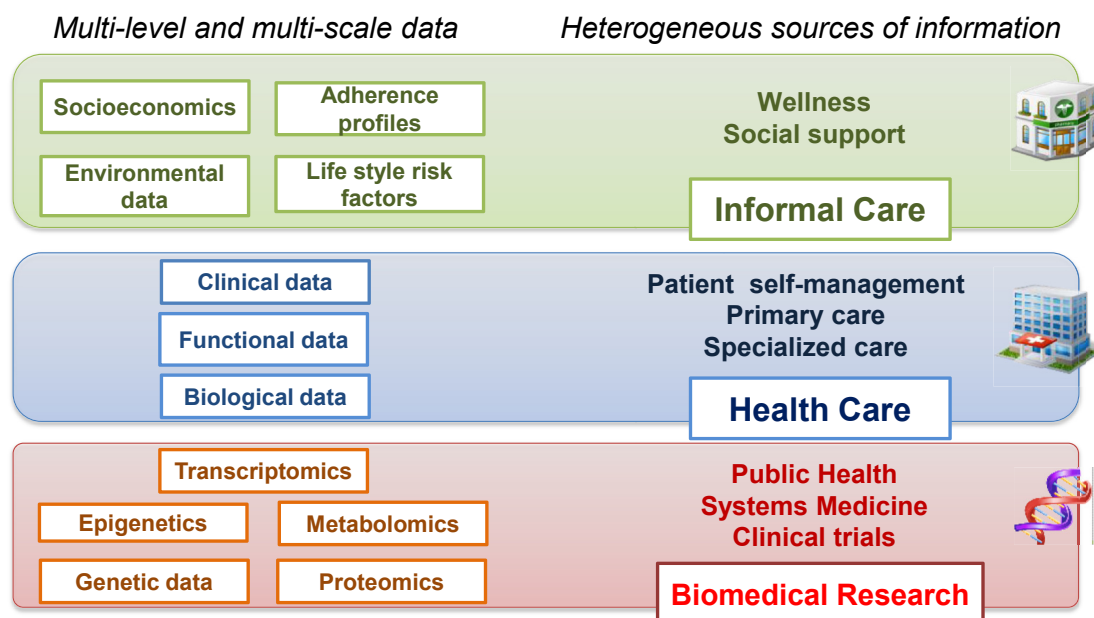 Multi-level and multi-scale data
Heterogeneous sources of information
Socioeconomics
Adherence
profiles
Environmental
data
Life style risk
factors
Wellness
Social support
Informal Care
Clinical data
Functional data
Biological data
Patient self-management
Primary care
Specialized care
Health Care
Transcriptomics
Epigenetics
Metabolomics
Genetic data
Proteomics
Public Health
Systems Medicine
Clinical trials
Biomedical Research